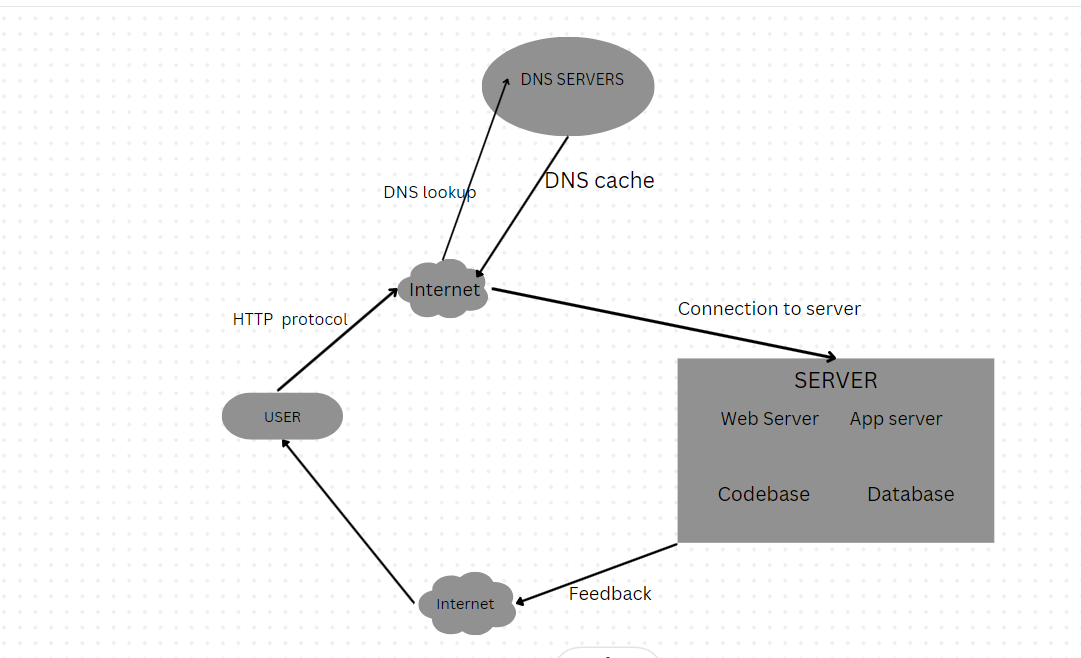 DNS SERVERS
DNS cache
DNS lookup
Internet
Connection to server
HTTP protocol
SERVER
Web Server App server
USER
Codebase Database
Feedback
Internet